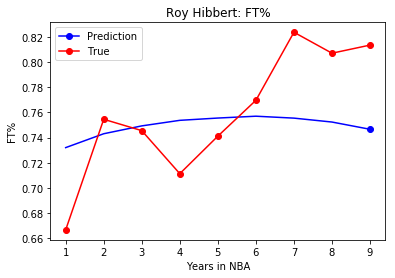 Roy Hibbert: FT%
Prediction
True
FT%
0.82
0.80
0.78
0.76
0.74
0.72
0.70
0.68
0.66
1 2 3 4 5 6 7 8 9
Years in NBA